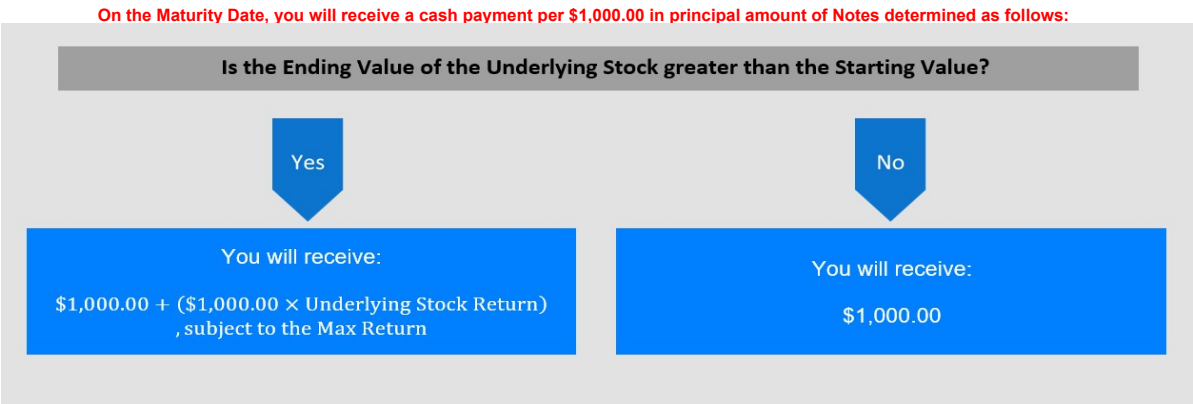 On the Maturity Date, you will receive a cash payment per $1,000.00 in principal amount of Notes determined as follows:
Is the Ending Value of the Underlying Stock greater than the Starting Value?
Yes
No
You will receive:
$1,000.00 + ($1,000.00 × Underlying Stock Return)
, subject to the Max Return
You will receive:
$1,000.00